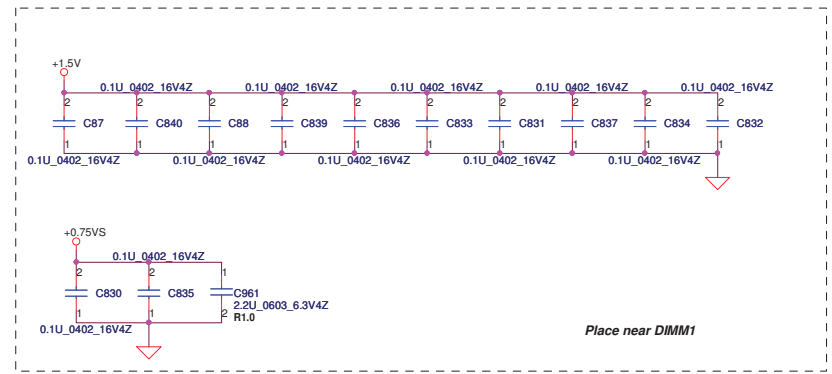 +1.5V
0.1U_0402_16V4Z 0.1U_0402_16V4Z 0.1U_0402_16V4Z 0.1U_0402_16V4Z 0.1U_0402_16V4Z
2 2 2 2 2 2 2 2 2 2
C87 C840 C88 C839 C836 C833 C831 C837 C834 C832
1 1 1 1 1 1 1 1 1 1
0.1U_0402_16V4Z 0.1U_0402_16V4Z 0.1U_0402_16V4Z 0.1U_0402_16V4Z 0.1U_0402_16V4Z
+0.75VS
0.1U_0402_16V4Z
2 2 1
C830 C835 C961
2.2U_0603_6.3V4Z
1 1 2 R1.0
0.1U_0402_16V4Z
Place near DIMM1